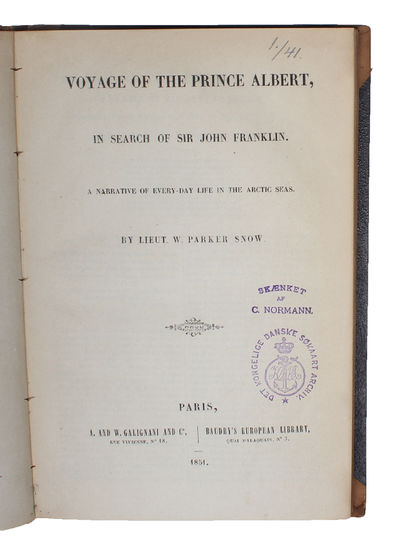 1./41.
VOYAGE OF THE PRINCE ALBERT,
IN SEARCH OF SIR JOHN FRANKLIN.
A NARRATIVE OF EVERY-DAY LIFE IN THE ARCTIC SEAS.
BY LIEUT. W. PARKER SNOW
SKÆNKET
AF
C. NORMANN.
DET KONGELIGE DANSKE SØKAART ARCHIV.
PARIS,
A. AND W. GALIGNANI AND Cº,
RUE VIVIENNE, Nº 18.
BAUDRY'S EUROPEAN LIBRARY,
QUAI MALAQUAIS, Nº 3.
1851.